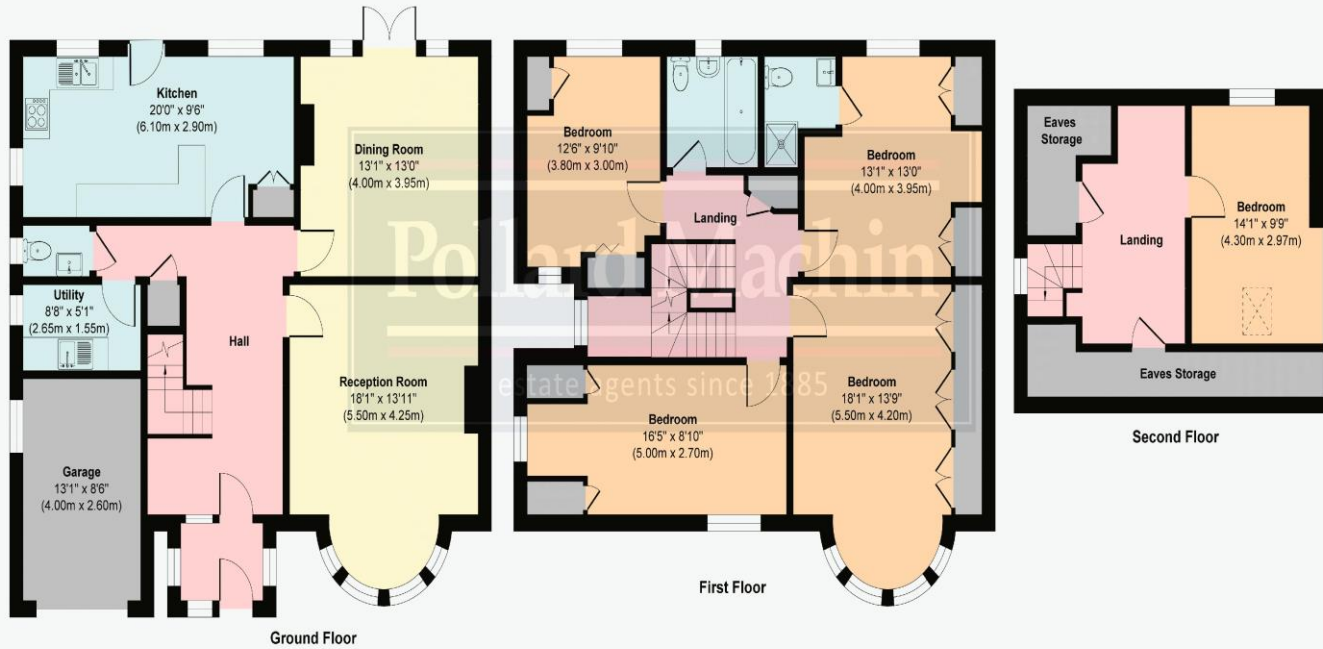 Kitchen
20'0" x 9'6"
(6.10m x 2.90m)
Dining Room
13'1" x 13'0"
(4.00m x 3.95m)
Utility
8'8" x 5'1"
(2.65m x 1.55m)
Hall
Reception Room
18'1" x 13'11"
(5.50m x 4.25m)
Garage
13'1" x 8'6"
(4.00m x 2.60m)
Ground Floor
Bedroom
12'6" x 9'10"
(3.80m x 3.00m)
Bedroom
13'1" x 13'0"
(4.00m x 3.95m)
Landing
Bedroom
16'5" x 8'10"
(5.00m x 2.70m)
Bedroom
18'1" x 13'9"
(5.50m x 4.20m)
First Floor
Eaves
Storage
Landing
Bedroom
14'1" x 9'9"
(4.30m x 2.97m)
Eaves Storage
Second Floor
Pollard Machin
estate agents since 1885